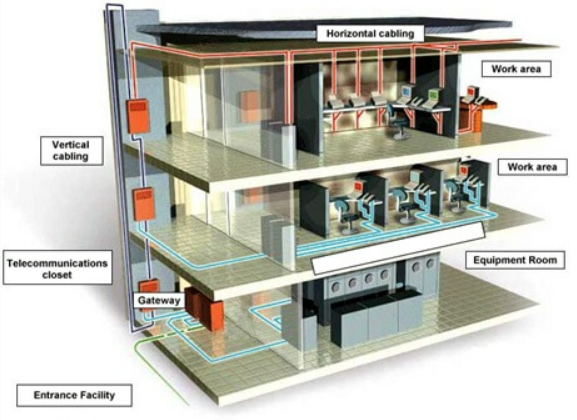 Horizontal cabling
Work area
Vertical
cabling
Work area
Telecommunications
closet
Equipment Room
Gateway
Entrance Facility